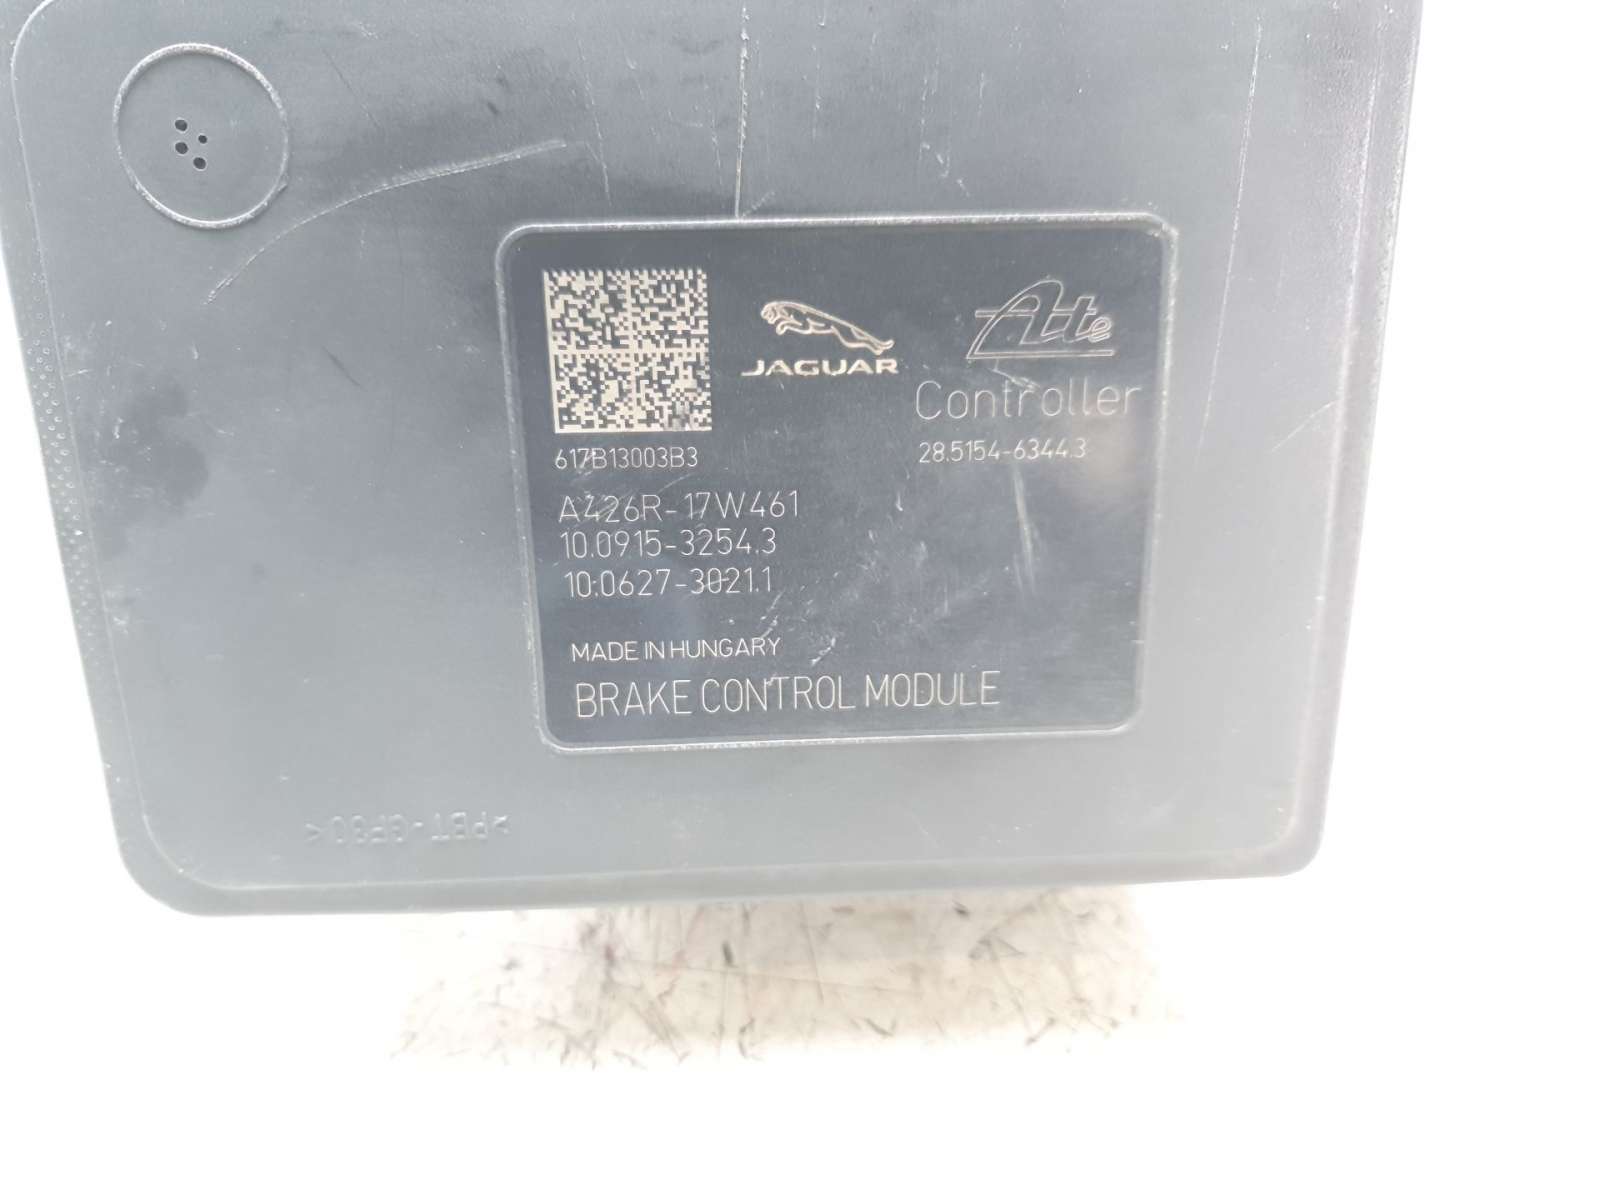 JAGUAR
Ate
Controller
617B13003B3
28.5154-6344.3
A426R-17W461
10.0915-3254.3
10.0627-3021.1
MADE IN HUNGARY
BRAKE CONTROL MODULE
>PBT-GF30<